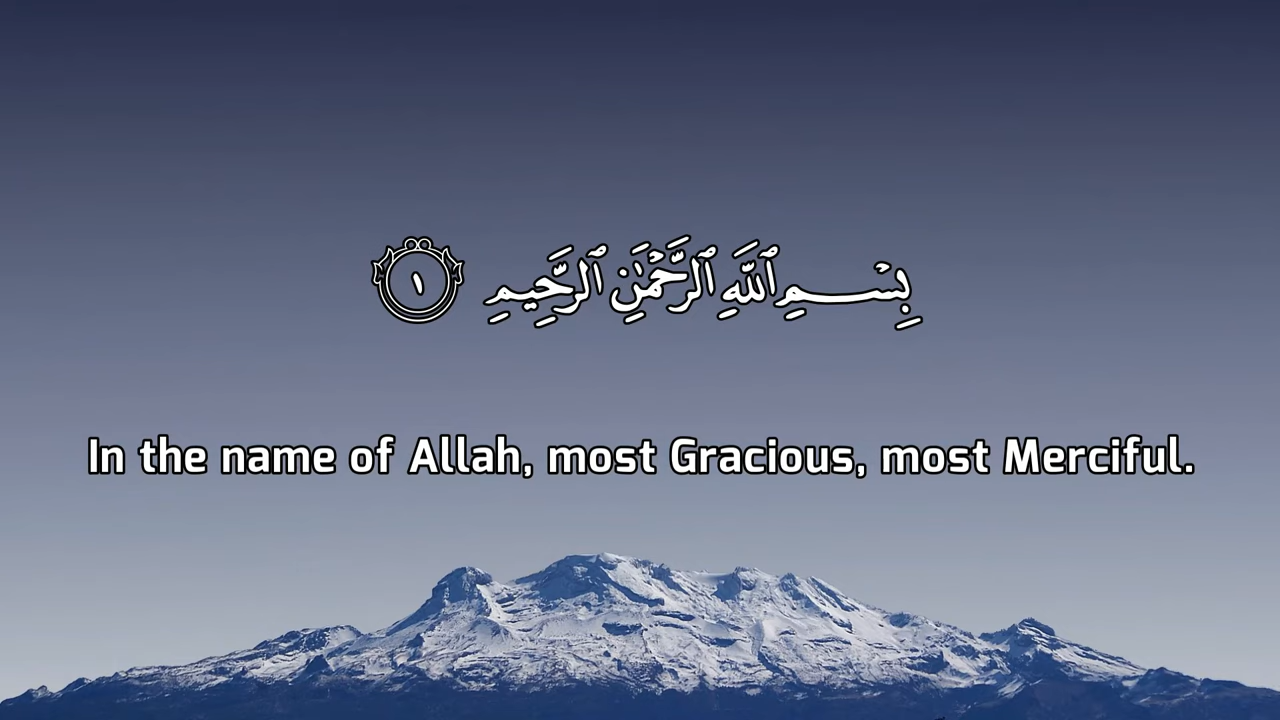 بِسْمِ ٱللَّهِ ٱلرَّحْمَٰنِ ٱلرَّحِيمِ ١
In the name of Allah, most Gracious, most Merciful.